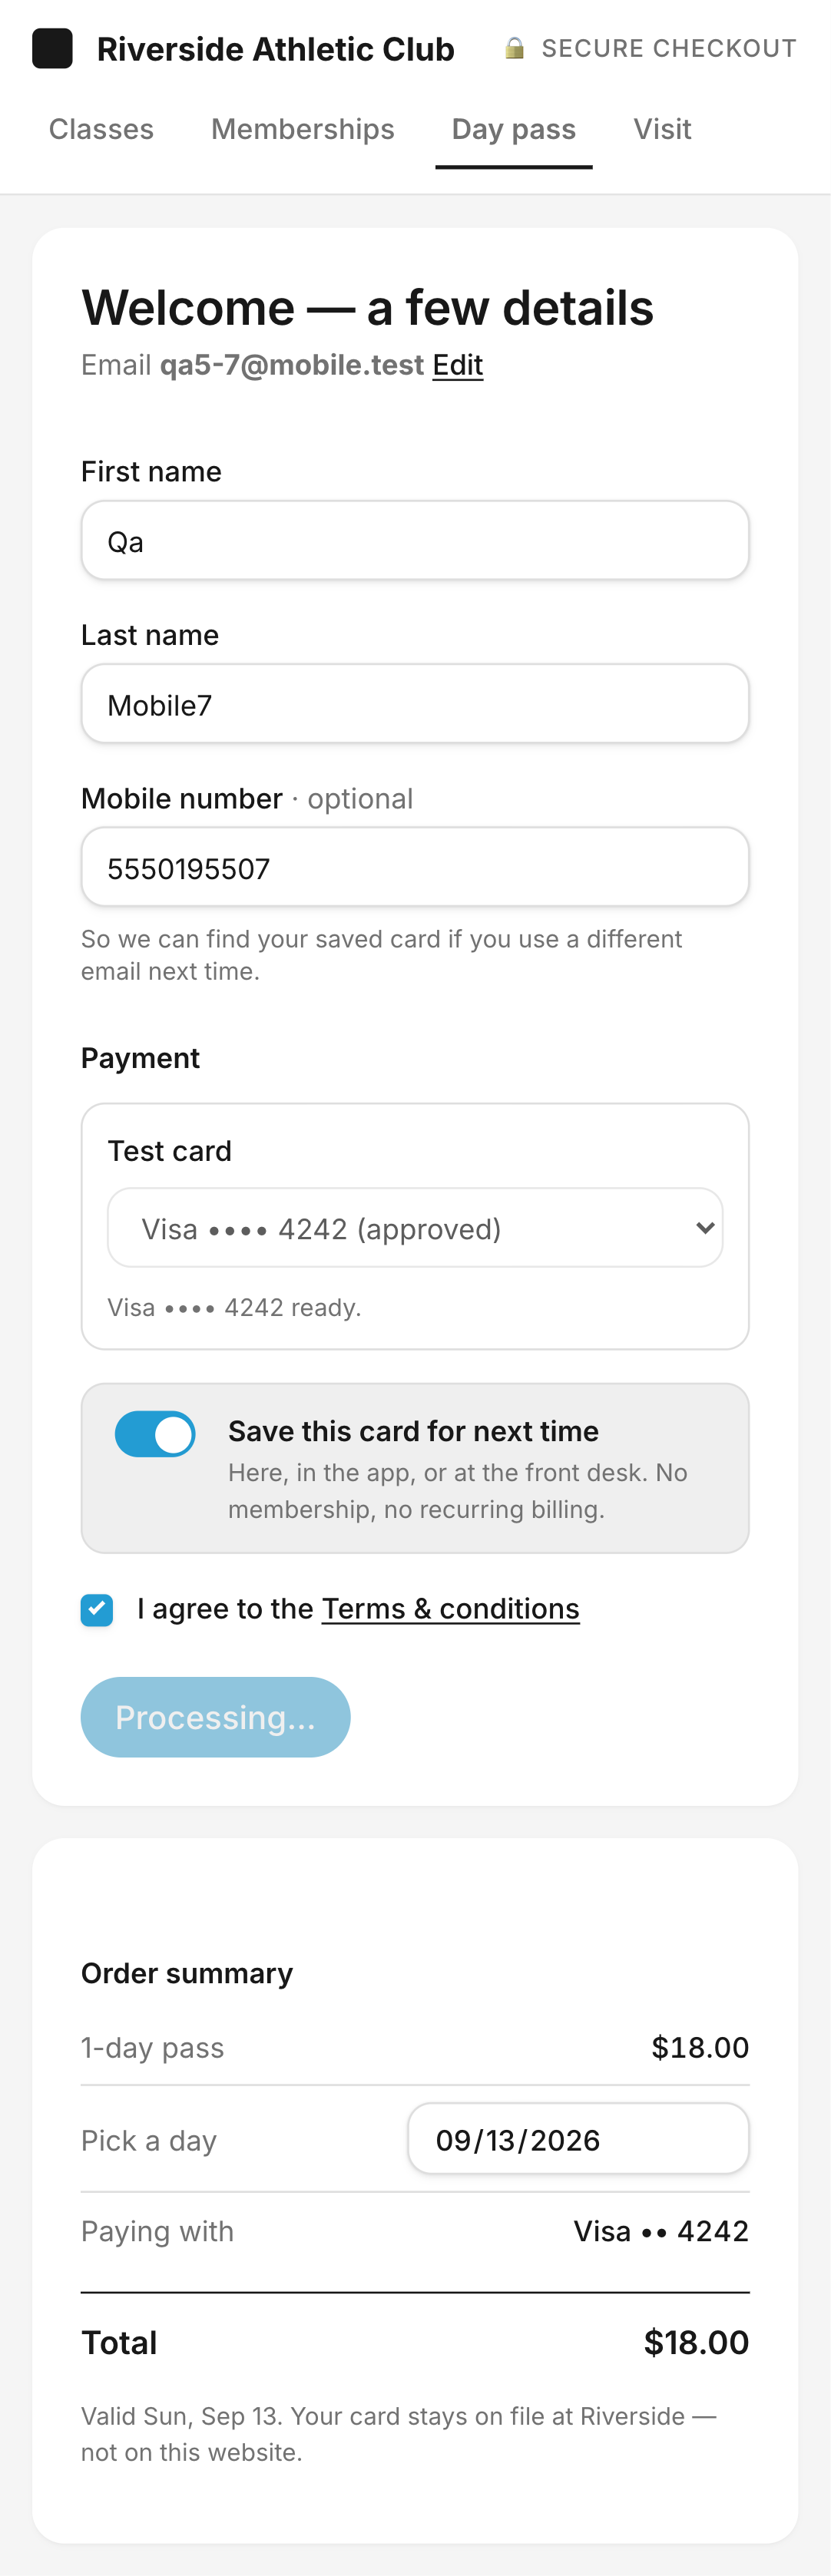 Riverside Athletic Club
🔒 SECURE CHECKOUT
Classes Memberships Day pass Visit
Welcome — a few details
Email qa5-7@mobile.test Edit
First name
Qa
Last name
Mobile7
Mobile number · optional
5550195507
So we can find your saved card if you use a different
email next time.
Payment
Test card
Visa •••• 4242 (approved)
Visa •••• 4242 ready.
Save this card for next time
Here, in the app, or at the front desk. No
membership, no recurring billing.
I agree to the Terms & conditions
Processing...
Order summary
1-day pass $18.00
Pick a day 09/13/2026
Paying with Visa •• 4242
Total $18.00
Valid Sun, Sep 13. Your card stays on file at Riverside —
not on this website.